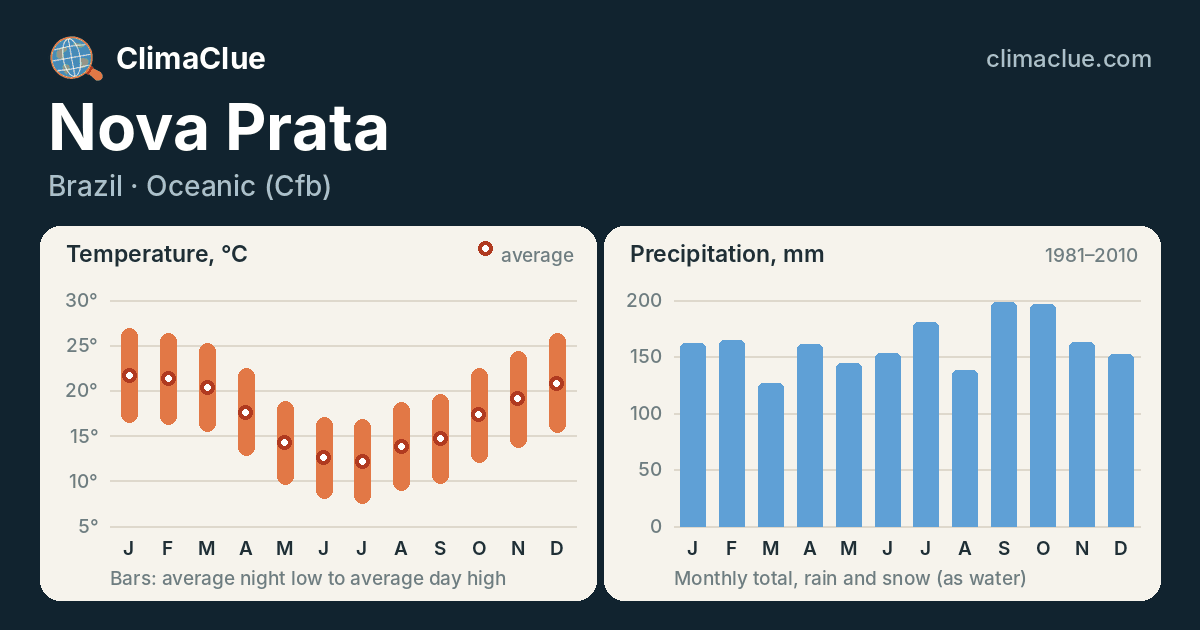 ClimaClue
climaclue.com
Nova Prata
Brazil · Oceanic (Cfb)
Temperature, °C
average
30°
25°
20°
15°
10°
5°
J F M A M J J A S O N D
Bars: average night low to average day high
Precipitation, mm
1981–2010
200
150
100
50
0
J F M A M J J A S O N D
Monthly total, rain and snow (as water)